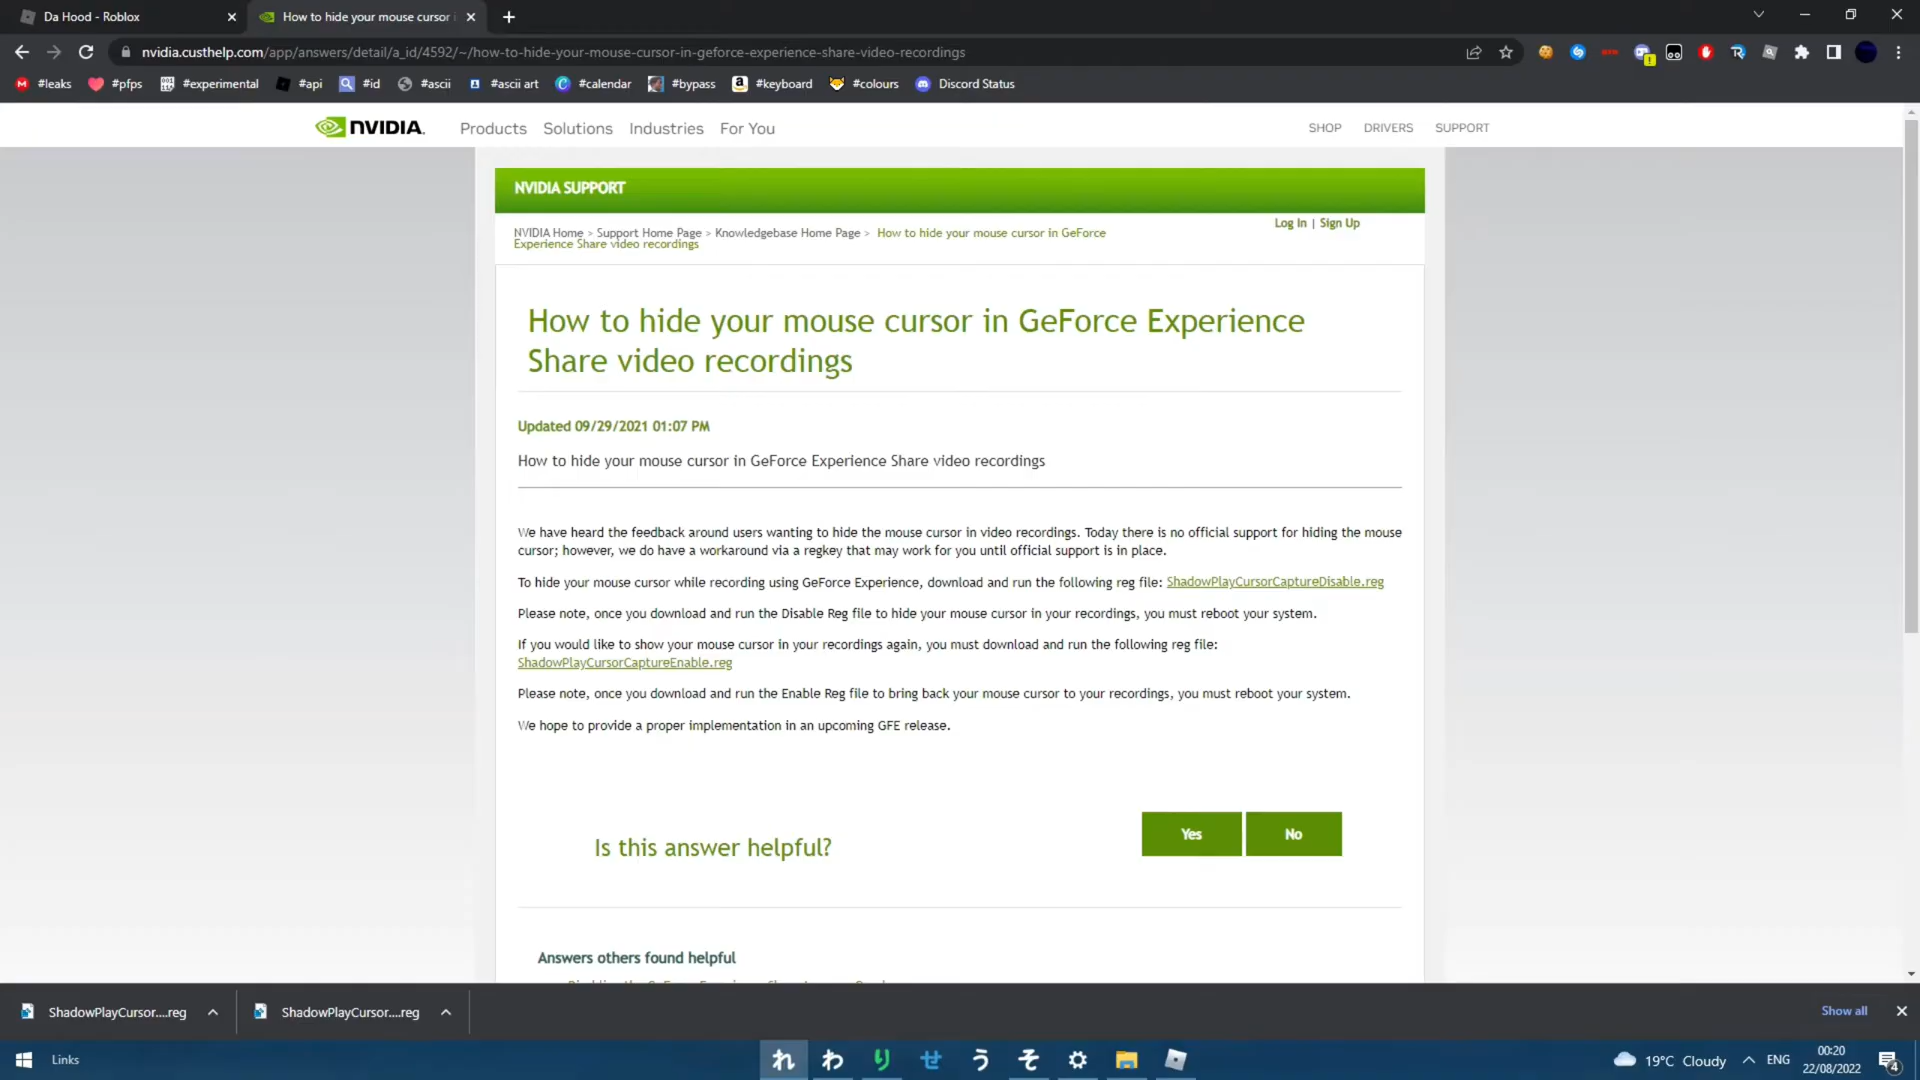 Da Hood - Roblox
How to hide your mouse cursor i
nvidia.custhelp.com/app/answers/detail/a_id/4592/~/how-to-hide-your-mouse-cursor-in-geforce-experience-share-video-recordings
#leaks #pfps #experimental #api #id #ascii #ascii art #calendar #bypass #keyboard #colours Discord Status
NVIDIA. Products Solutions Industries For You SHOP DRIVERS SUPPORT
NVIDIA SUPPORT
Log In | Sign Up
NVIDIA Home > Support Home Page > Knowledgebase Home Page > How to hide your mouse cursor in GeForce
Experience Share video recordings
How to hide your mouse cursor in GeForce Experience
Share video recordings
Updated 09/29/2021 01:07 PM
How to hide your mouse cursor in GeForce Experience Share video recordings
We have heard the feedback around users wanting to hide the mouse cursor in video recordings. Today there is no official support for hiding the mouse
cursor; however, we do have a workaround via a regkey that may work for you until official support is in place.
To hide your mouse cursor while recording using GeForce Experience, download and run the following reg file: ShadowPlayCursorCaptureDisable.reg
Please note, once you download and run the Disable Reg file to hide your mouse cursor in your recordings, you must reboot your system.
If you would like to show your mouse cursor in your recordings again, you must download and run the following reg file:
ShadowPlayCursorCaptureEnable.reg
Please note, once you download and run the Enable Reg file to bring back your mouse cursor to your recordings, you must reboot your system.
We hope to provide a proper implementation in an upcoming GFE release.
Is this answer helpful? Yes No
Answers others found helpful
ShadowPlayCursor....reg ShadowPlayCursor....reg Show all
Links れ わ り せ う そ 19°C Cloudy ENG 00:20
22/08/2022 4